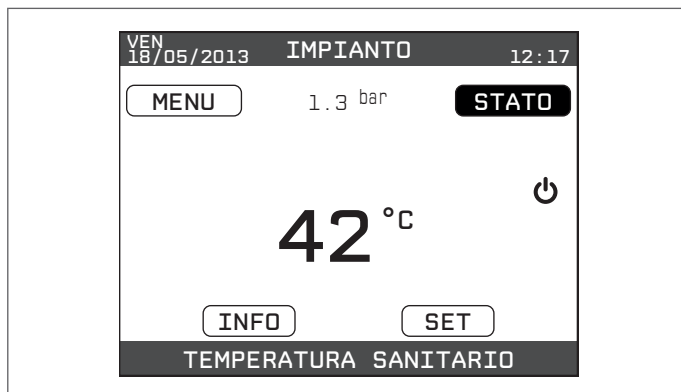 VEN
18/05/2013 IMPIANTO 12:17
MENU 1.3 bar STATO
42 °C
INFO SET
TEMPERATURA SANITARIO